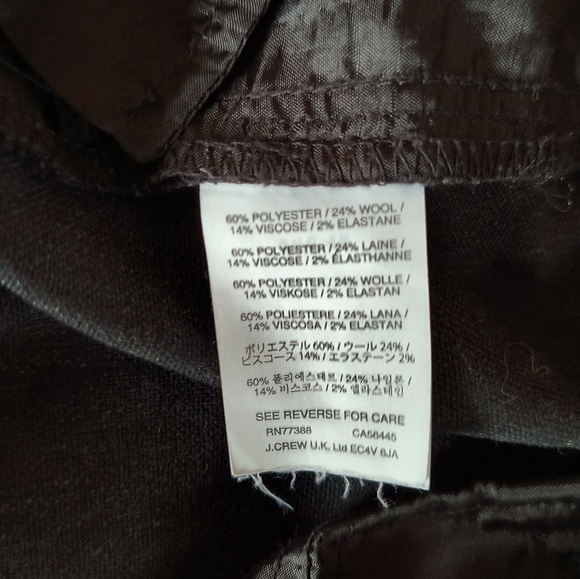 60% POLYESTER / 24% WOOL /
14% VISCOSE / 2% ELASTANE
60% POLYESTER / 24% LAINE /
14% VISCOSE / 2% ÉLASTHANNE
60% POLYESTER / 24% WOLLE /
14% VISKOSE / 2% ELASTAN
60% POLIESTERE / 24% LANA /
14% VISCOSA / 2% ELASTAN
ポリエステル 60% / ウール 24% /
ビスコース 14% / エラステーン 2%
60% 폴리에스테르 / 24% 나일론 /
14% 비스코스 / 2% 엘라스테인
SEE REVERSE FOR CARE
RN77388 CA56445
J.CREW U.K. Ltd EC4V 6JA